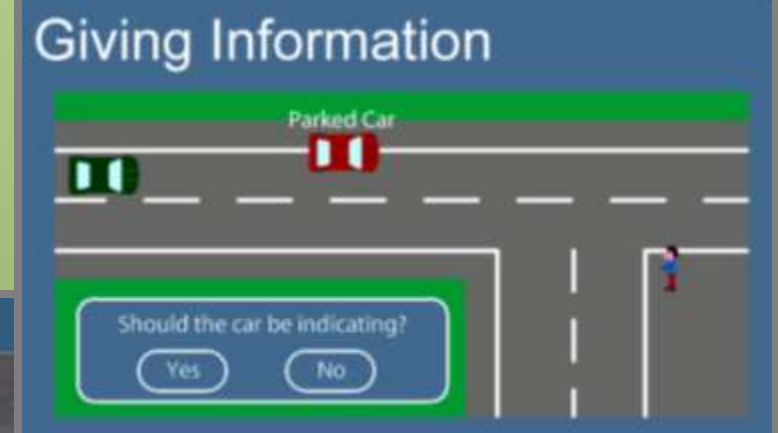 Giving Information
Parked Car
Should the car be indicating?
Yes
No